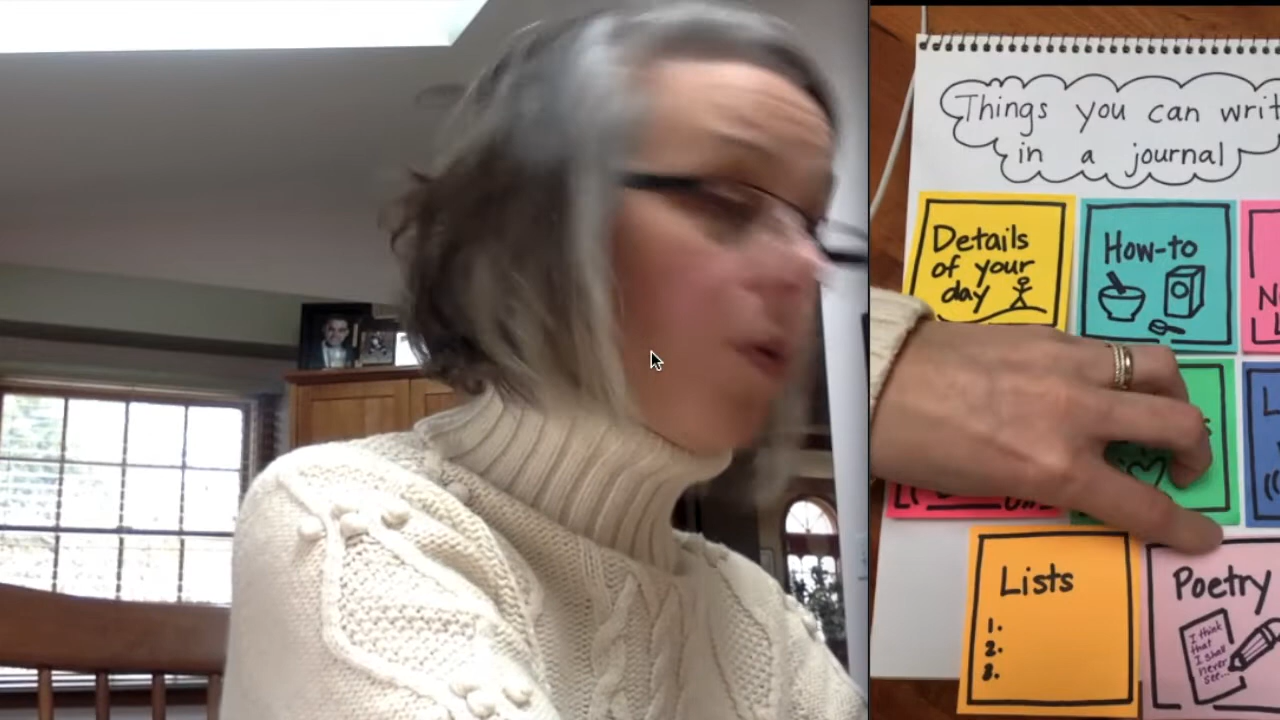 Things you can writ
in a journal
Details
of your
day
How-to
N
Lists
1.
2.
3.
Poetry
I think
that
I shall
never
see...